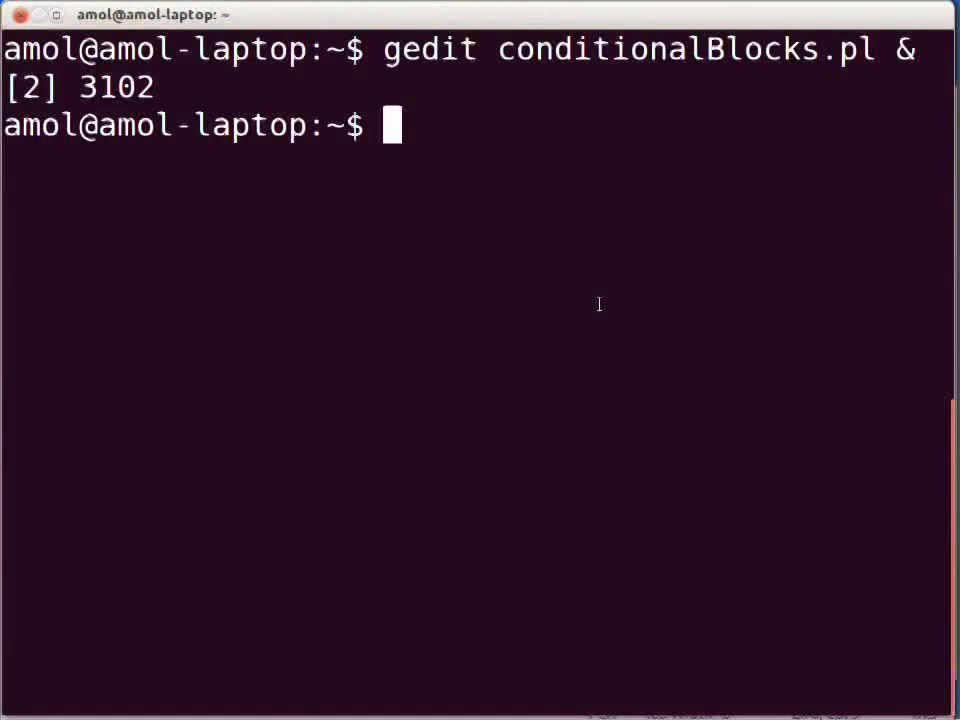 amol@amol-laptop: ~
amol@amol-laptop:~$ gedit conditionalBlocks.pl &
[2] 3102
amol@amol-laptop:~$